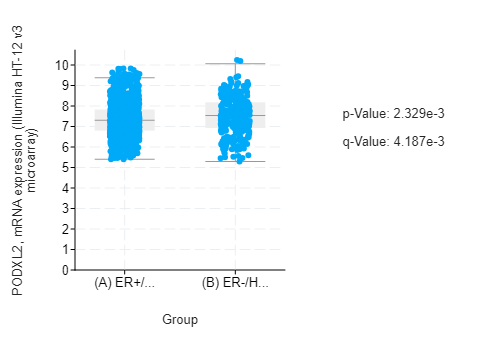 PODXL2, mRNA expression (Illumina HT-12 v3
microarray)
10
9
8
7
6
5
4
3
2
1
0
(A) ER+/...
(B) ER-/H...
Group
p-Value: 2.329e-3
q-Value: 4.187e-3